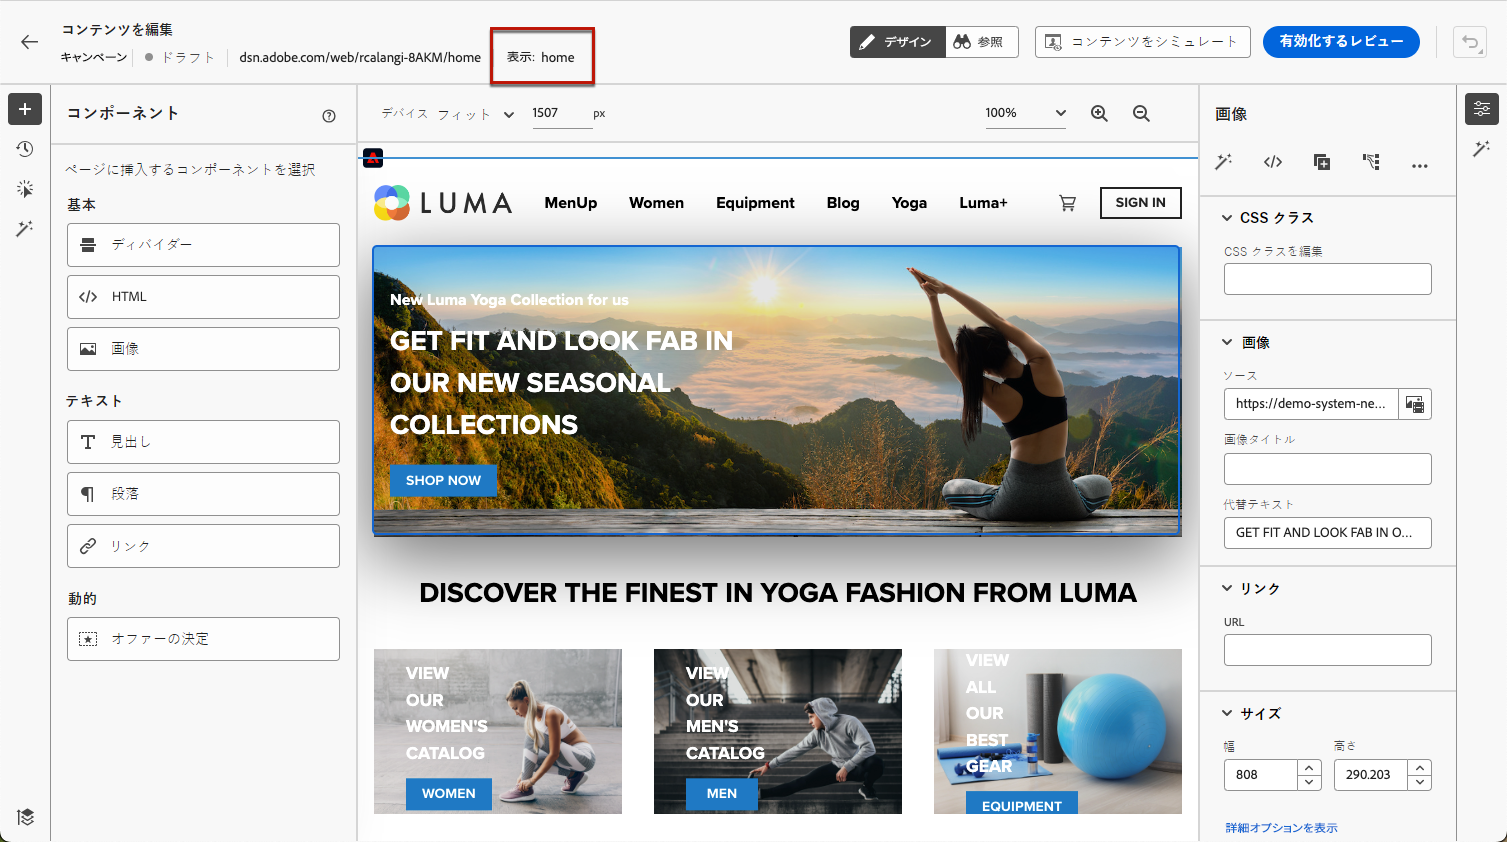 コンテンツを編集
キャンペーン
ドラフト
dsn.adobe.com/web/rcalangi-8AKM/home
表示: home
デザイン
参照
コンテンツをシミュレート
有効化するレビュー
コンポーネント
ページに挿入するコンポーネントを選択
基本
ディバイダー
HTML
画像
テキスト
見出し
段落
リンク
動的
オファーの決定
デバイス フィット
1507
px
100%
LUMA
MenUp
Women
Equipment
Blog
Yoga
Luma+
SIGN IN
New Luma Yoga Collection for us
GET FIT AND LOOK FAB IN
OUR NEW SEASONAL
COLLECTIONS
SHOP NOW
DISCOVER THE FINEST IN YOGA FASHION FROM LUMA
VIEW
OUR
WOMEN'S
CATALOG
WOMEN
VIEW
OUR
MEN'S
CATALOG
MEN
VIEW
ALL
OUR
BEST
GEAR
EQUIPMENT
画像
CSS クラス
CSS クラスを編集
画像
ソース
https://demo-system-ne...
画像タイトル
代替テキスト
GET FIT AND LOOK FAB IN O...
リンク
URL
サイズ
幅
高さ
808
290.203
詳細オプションを表示